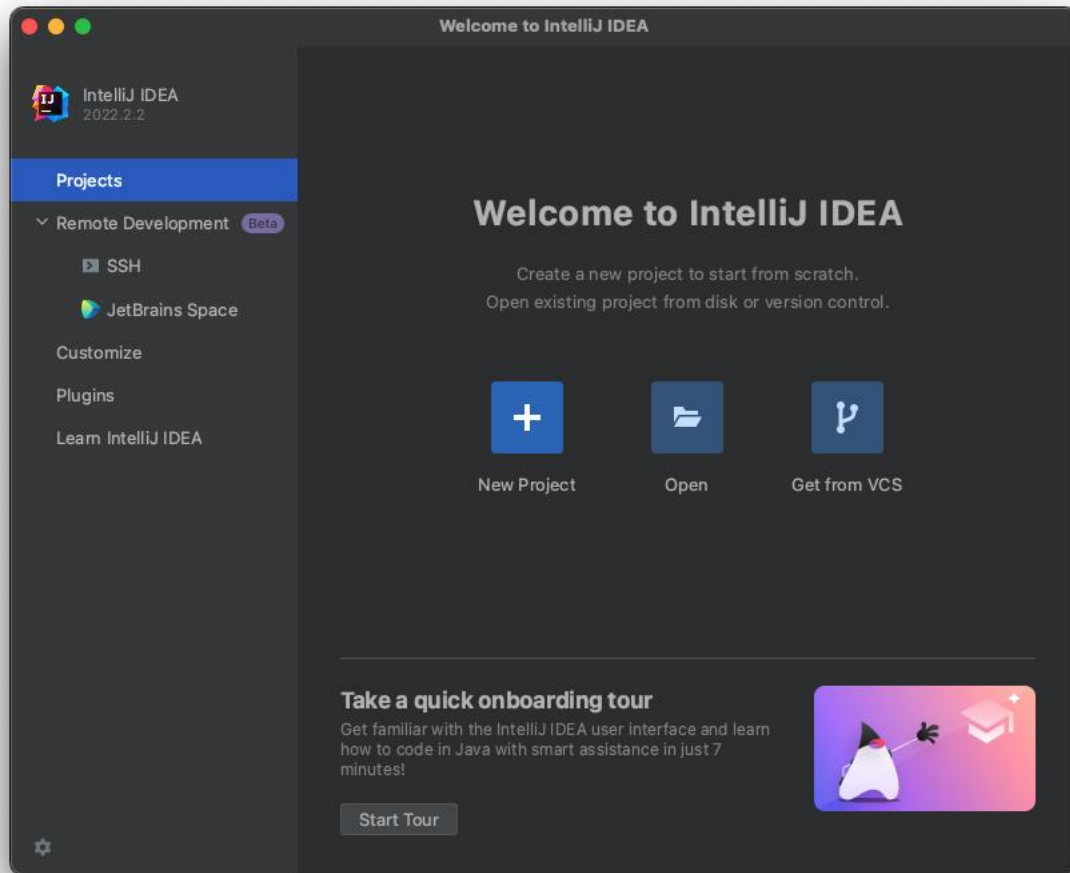 Welcome to IntelliJ IDEA
IJ
IntelliJ IDEA
2022.2.2
Projects
Remote Development Beta
SSH
JetBrains Space
Customize
Plugins
Learn IntelliJ IDEA
Welcome to IntelliJ IDEA
Create a new project to start from scratch.
Open existing project from disk or version control.
New Project Open Get from VCS
Take a quick onboarding tour
Get familiar with the IntelliJ IDEA user interface and learn
how to code in Java with smart assistance in just 7
minutes!
Start Tour